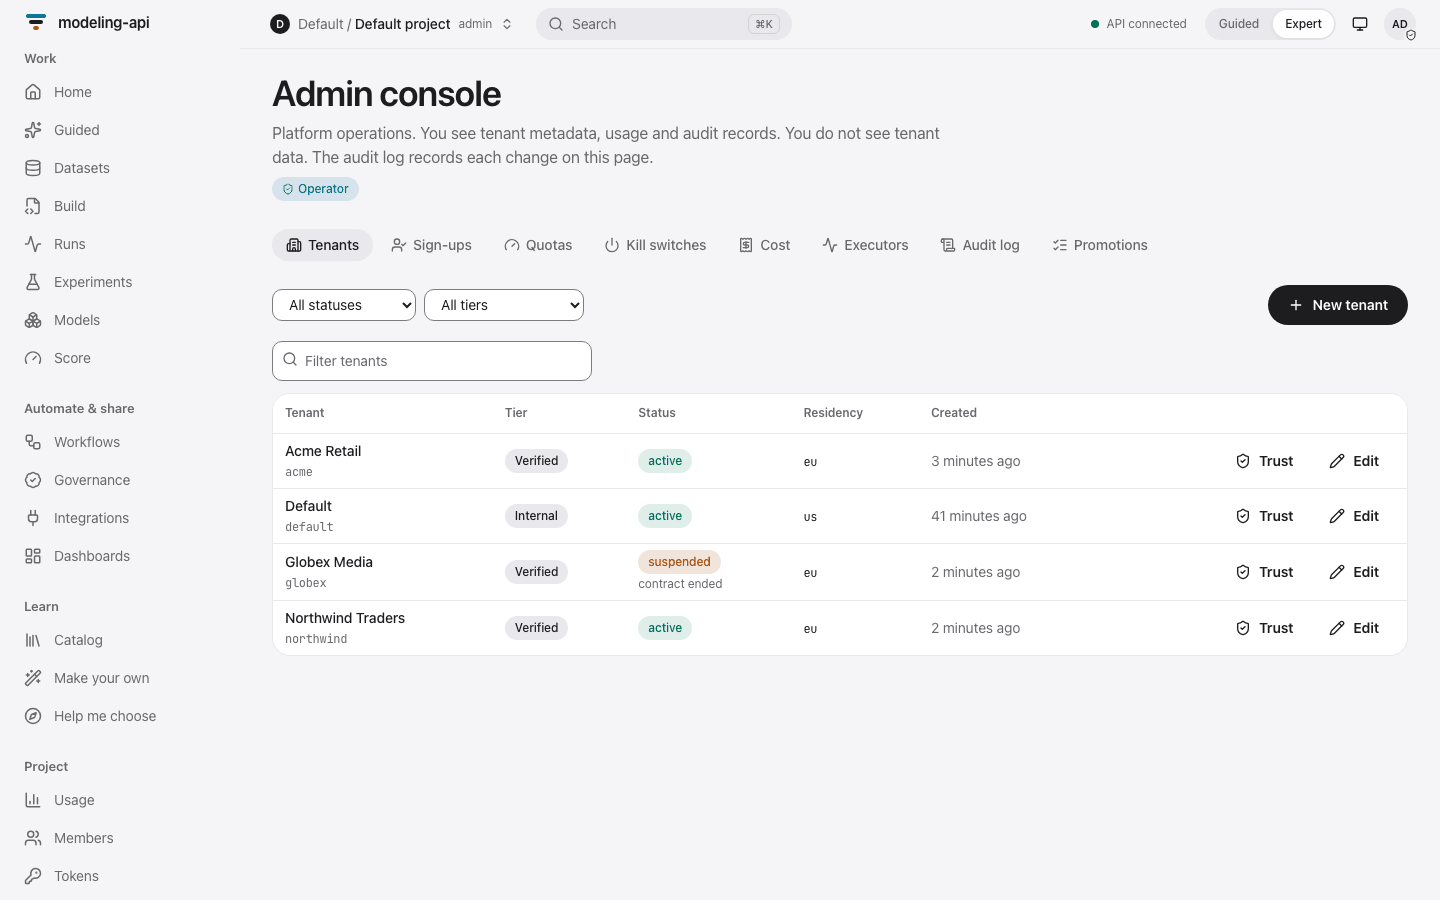 modeling-api
Default / Default project admin
Search ⌘K
API connected
Guided Expert
AD
D
Work
Home
Guided
Datasets
Build
Runs
Experiments
Models
Score
Automate & share
Workflows
Governance
Integrations
Dashboards
Learn
Catalog
Make your own
Help me choose
Project
Usage
Members
Tokens
Admin console
Platform operations. You see tenant metadata, usage and audit records. You do not see tenant
data. The audit log records each change on this page.
Operator
Tenants Sign-ups Quotas Kill switches Cost Executors Audit log Promotions
All statuses All tiers New tenant
Filter tenants
Tenant Tier Status Residency Created
Acme Retail
acme
Verified active eu 3 minutes ago Trust Edit
Default
default
Internal active us 41 minutes ago Trust Edit
Globex Media
globex
Verified suspended
contract ended
eu 2 minutes ago Trust Edit
Northwind Traders
northwind
Verified active eu 2 minutes ago Trust Edit